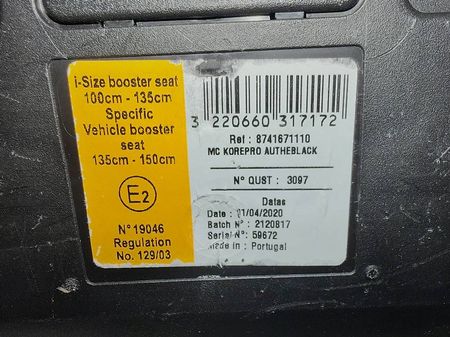 i-Size booster seat
100cm - 135cm
Specific
Vehicle booster
seat
135cm - 150cm
E2
N° 19046
Regulation
No. 129/03
3 220660 317172
Ref : 8741671110
MC KOREPRO AUTHEBLACK
N° QUST : 3097
Datas
Date : 01/04/2020
Batch N° : 2120817
Serial N° : 59672
Made in : Portugal